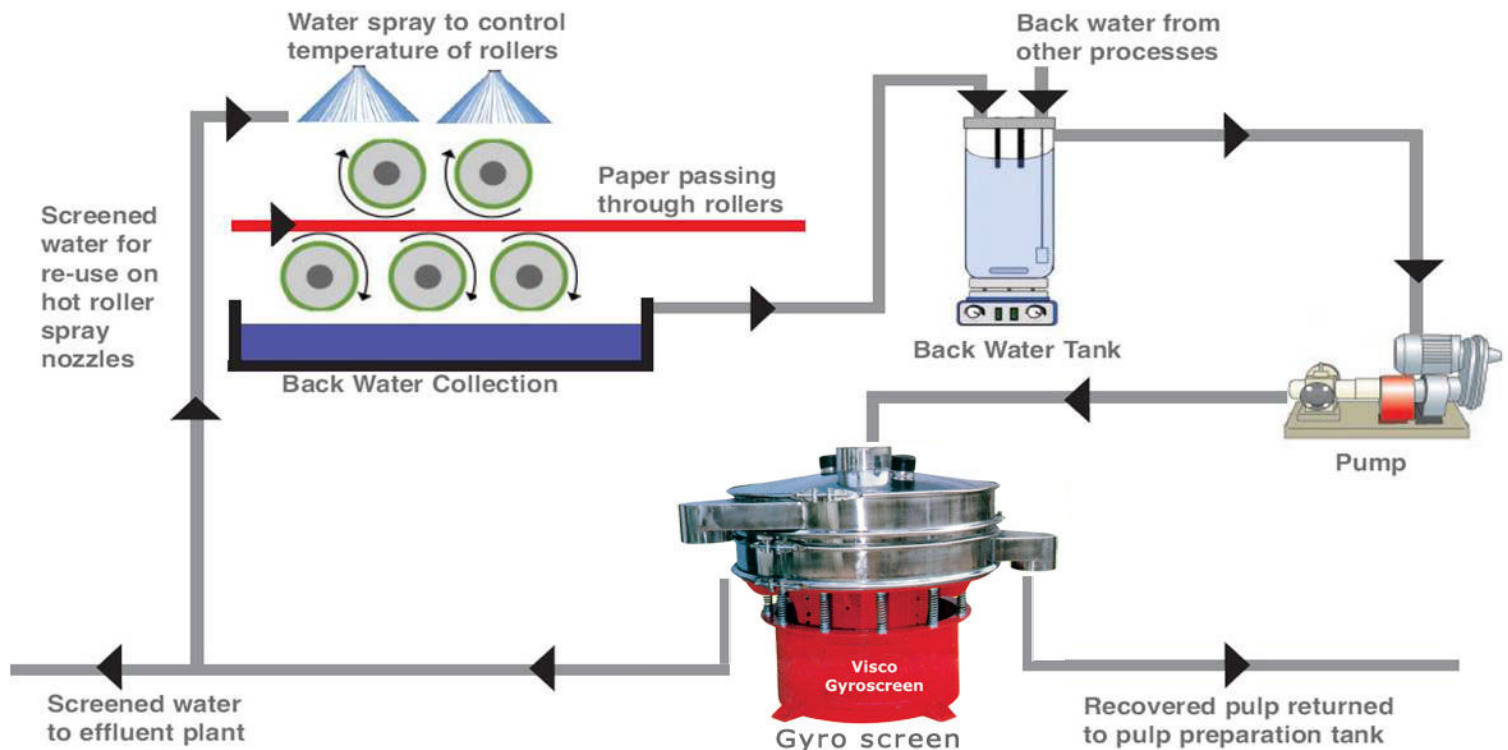 Water spray to control
temperature of rollers
Back water from
other processes
Paper passing
through rollers
Screened
water for
re-use on
hot roller
spray
nozzles
Back Water Tank
Back Water Collection
Pump
Visco
Gyroscreen
Screened water
to effluent plant
Recovered pulp returned
to pulp preparation tank
Gyro screen